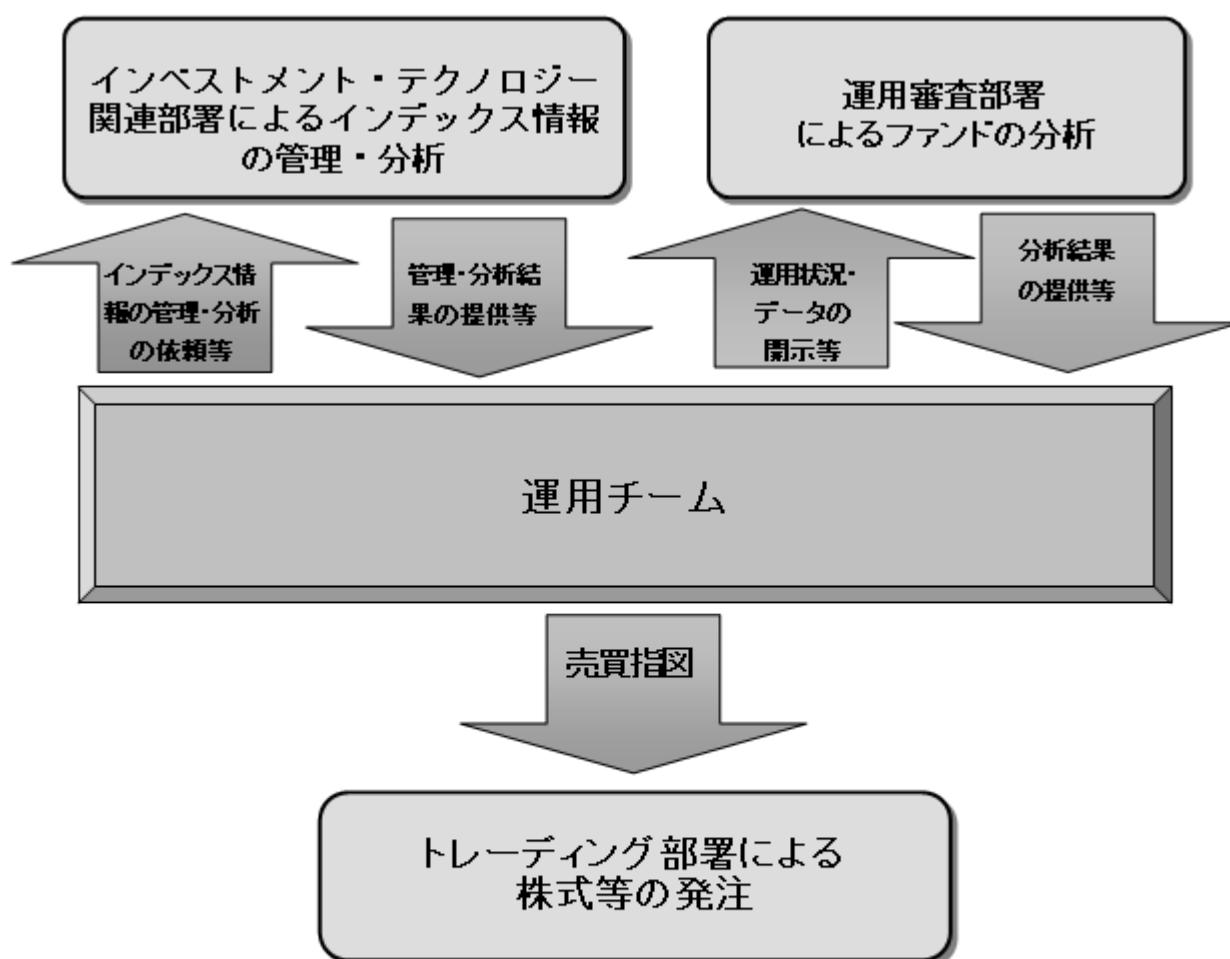 インベストメント・テクノロジー
関連部署によるインデックス情報
の管理・分析
運用審査部署
によるファンドの分析
インデックス情
報の管理・分析
の依頼等
管理・分析結
果の提供等
運用状況・
データの
開示等
分析結果
の提供等
運用チーム
売買指図
トレーディング部署による
株式等の発注